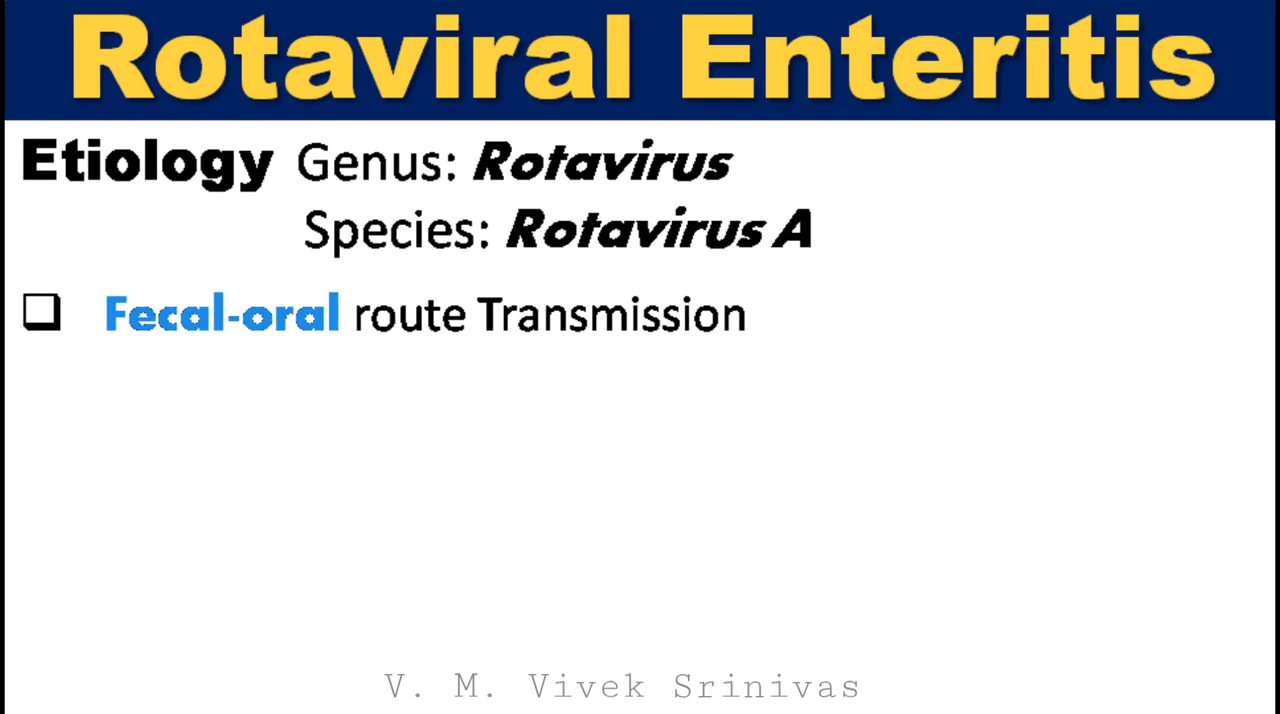 Rotaviral Enteritis
Etiology Genus: Rotavirus
Species: Rotavirus A
Fecal-oral route Transmission
V. M. Vivek Srinivas